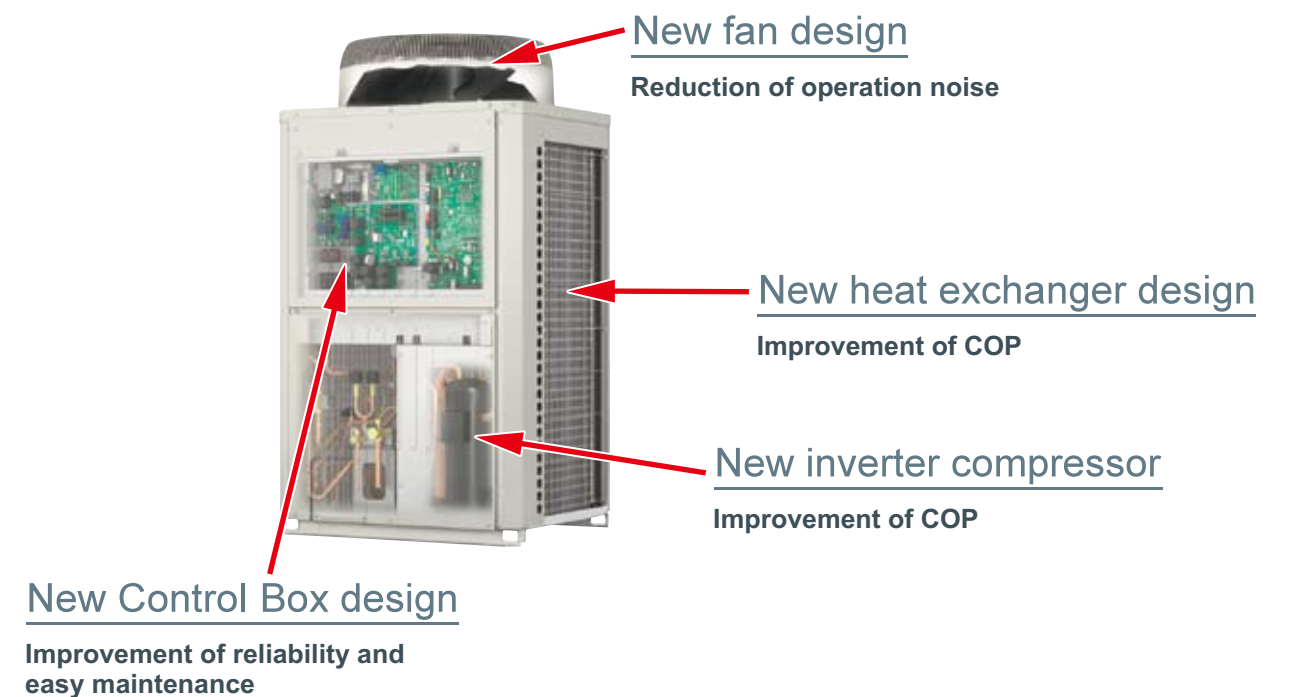 New fan design
Reduction of operation noise
New heat exchanger design
Improvement of COP
New inverter compressor
Improvement of COP
New Control Box design
Improvement of reliability and
easy maintenance